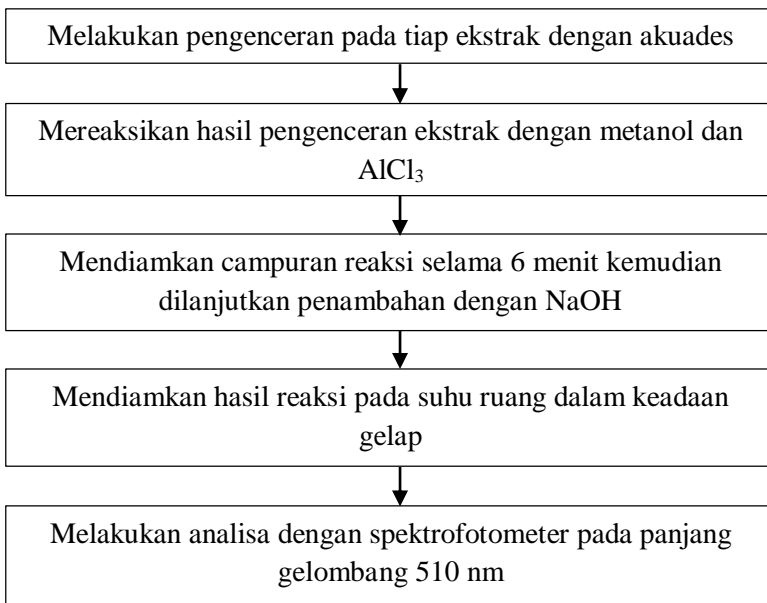 Melakukan pengenceran pada tiap ekstrak dengan akuades
Mereaksikan hasil pengenceran ekstrak dengan metanol dan
AlCl₃
Mendiamkan campuran reaksi selama 6 menit kemudian
dilanjutkan penambahan dengan NaOH
Mendiamkan hasil reaksi pada suhu ruang dalam keadaan
gelap
Melakukan analisa dengan spektrofotometer pada panjang
gelombang 510 nm